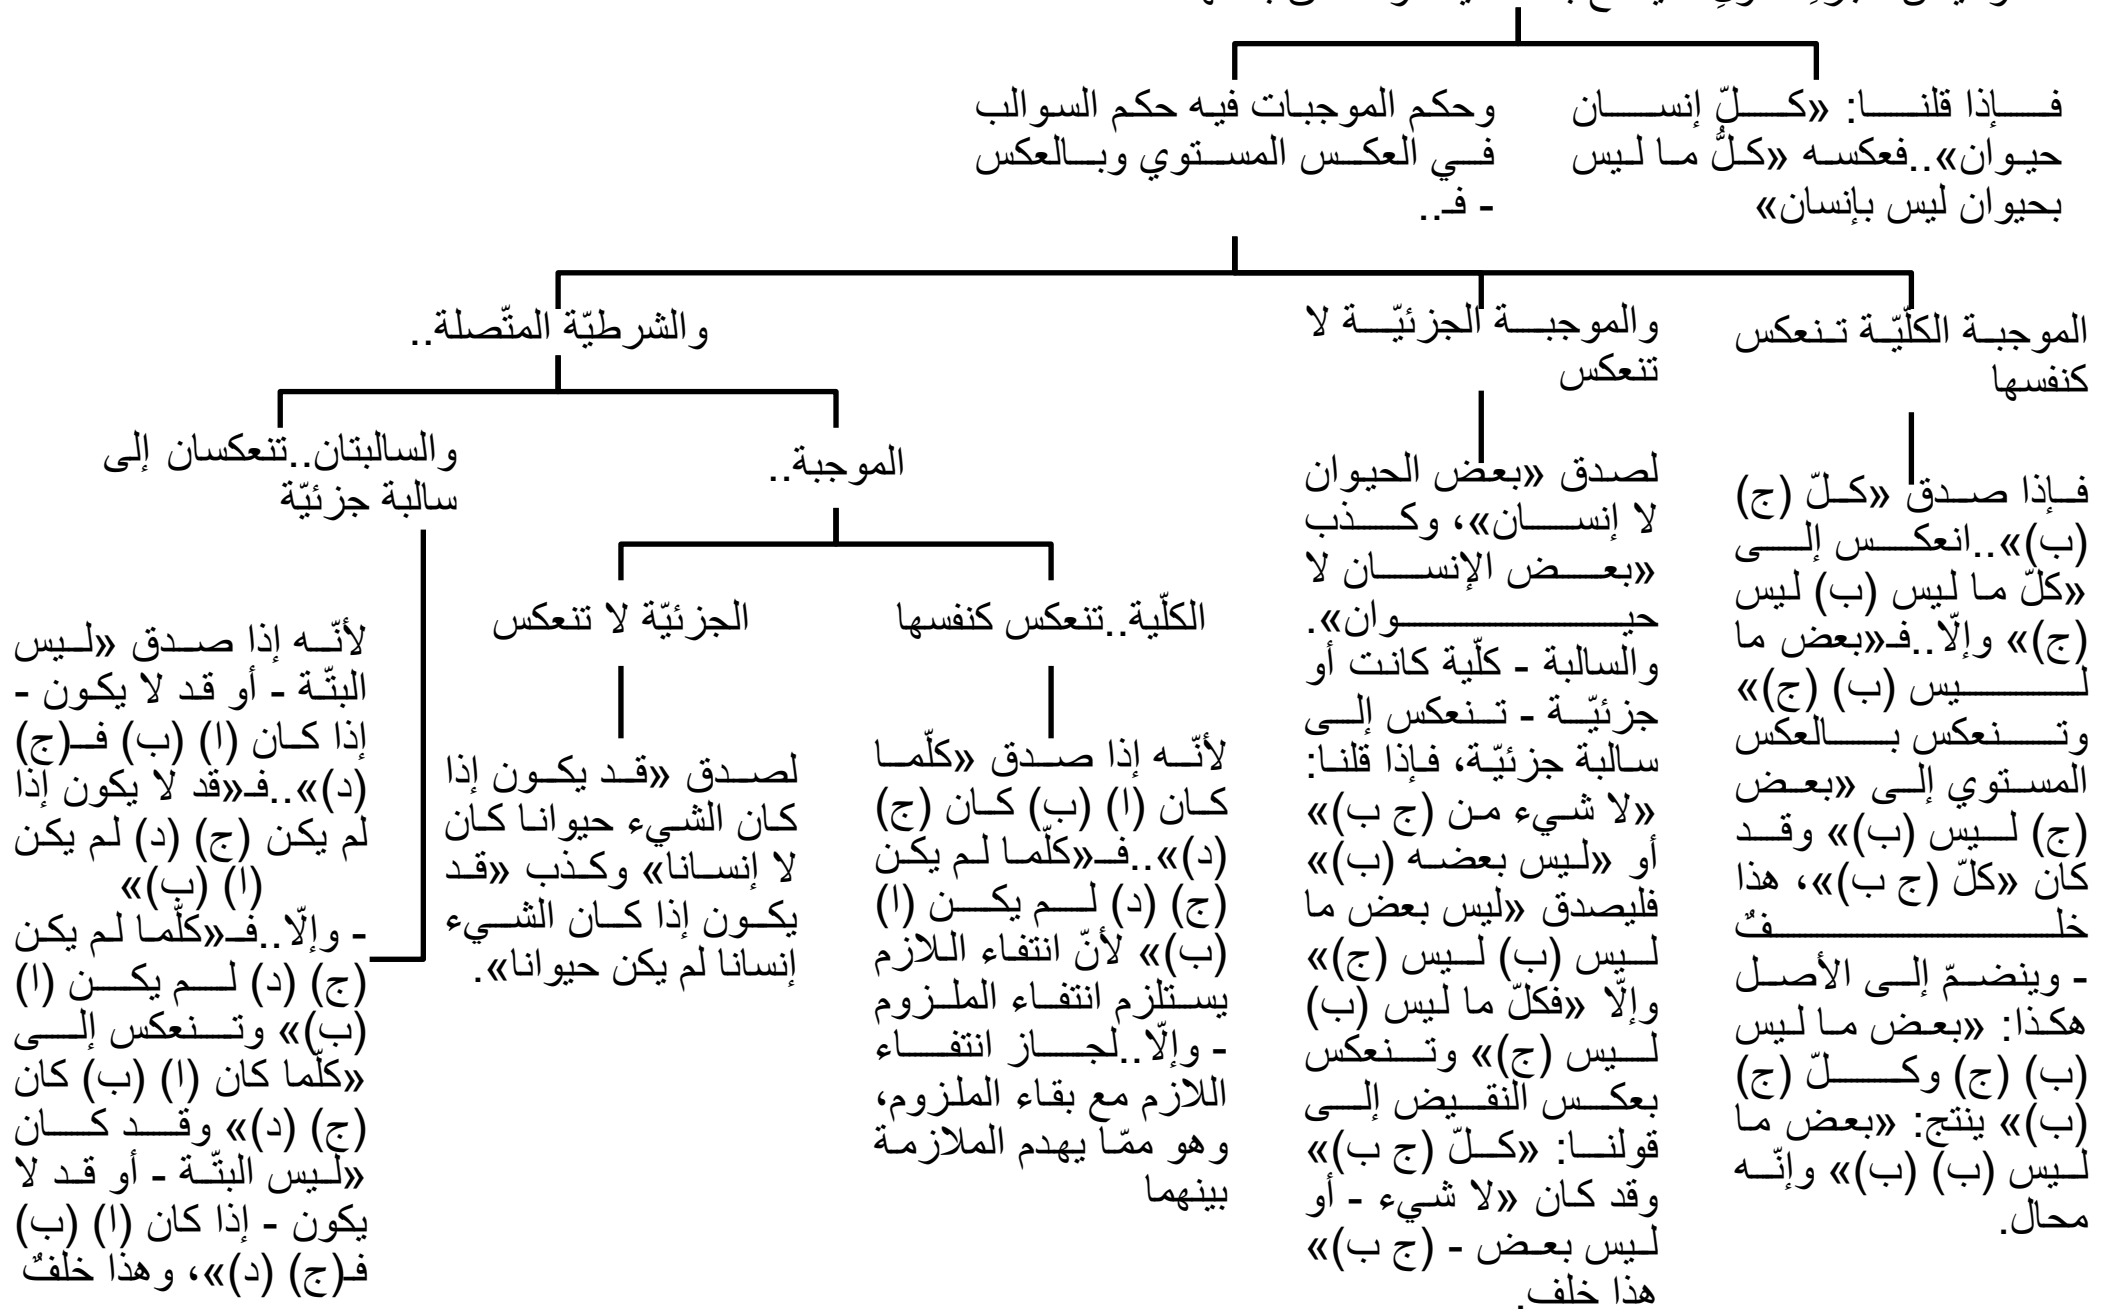 فإذا قلنا: «كلّ إنسان
حيوان»..فعكسه «كلُّ ما ليس
بحيوان ليس بإنسان»
وحكم الموجبات فيه حكم السوالب
في العكس المستوي وبالعكس
- فـ..
الموجبة الكلّيّة تنعكس
كنفسها
فإذا صدق «كلّ (ج)
(ب)»..انعكس إلى
«كلّ ما ليس (ب) ليس
(ج)» وإلّا..فـ«بعض ما
ليس (ب) (ج)»
وتنعكس بالعكس
المستوي إلى «بعض
(ج) ليس (ب)» وقد
كان «كلّ (ج ب)»، هذا
خلفٌ
- وينضمّ إلى الأصل
هكذا: «بعض ما ليس
(ب) (ج) وكلّ (ج)
(ب)» ينتج: «بعض ما
ليس (ب) (ب)» وإنّه
محال.
والموجبة الجزئيّة لا
تنعكس
لصدق «بعض الحيوان
لا إنسان»، وكذب
«بعض الإنسان لا
حيوان».
والسالبة - كلّية كانت أو
جزئيّة - تنعكس إلى
سالبة جزئيّة، فإذا قلنا:
«لا شيء من (ج ب)»
أو «ليس بعضه (ب)»
فليصدق «ليس بعض ما
ليس (ب) ليس (ج)»
وإلّا «فكلّ ما ليس (ب)
ليس (ج)» وتنعكس
بعكس النقيض إلى
قولنا: «كلّ (ج ب)»
وقد كان «لا شيء - أو
ليس بعض - (ج ب)»
هذا خلف.
والشرطيّة المتّصلة..
الموجبة..
الكلّية..تنعكس كنفسها
لأنّه إذا صدق «كلّما
كان (ا) (ب) كان (ج)
(د)»..فـ«كلّما لم يكن
(ج) (د) لم يكن (ا)
(ب)» لأنّ انتفاء اللازم
يستلزم انتفاء الملزوم
- وإلّا..لجاز انتفاء
اللازم مع بقاء الملزوم،
وهو ممّا يهدم الملازمة
بينهما
الجزئيّة لا تنعكس
لصدق «قد يكون إذا
كان الشيء حيوانا كان
لا إنسانا» وكذب «قد
يكون إذا كان الشيء
إنسانا لم يكن حيوانا».
والسالبتان..تنعكسان إلى
سالبة جزئيّة
لأنّه إذا صدق «ليس
البتّة - أو قد لا يكون -
إذا كان (ا) (ب) فـ(ج)
(د)»..فـ«قد لا يكون إذا
لم يكن (ج) (د) لم يكن
(ا) (ب)»
- وإلّا..فـ«كلّما لم يكن
(ج) (د) لم يكن (ا)
(ب)» وتنعكس إلى
«كلّما كان (ا) (ب) كان
(ج) (د)» وقد كان
«ليس البتّة - أو قد لا
يكون - إذا كان (ا) (ب)
فـ(ج) (د)»، وهذا خلفٌ